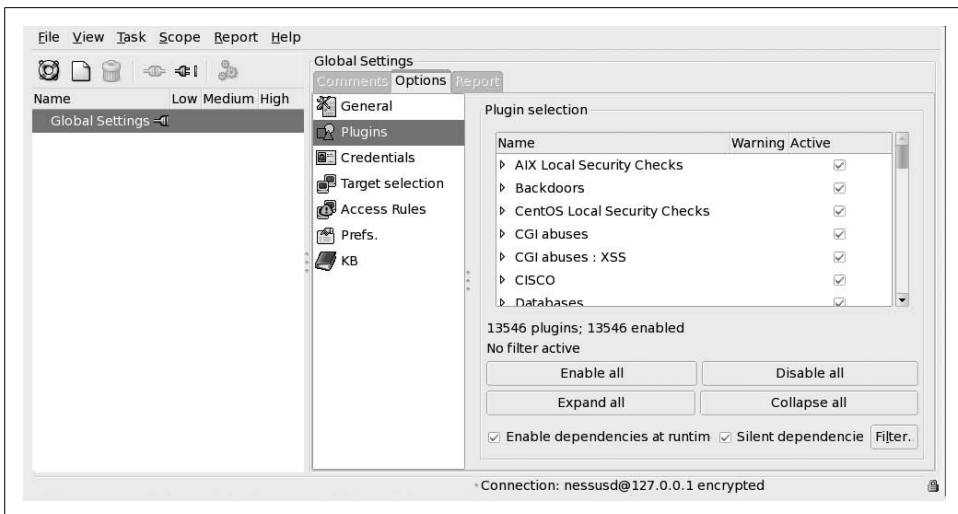 File View Task Scope Report Help
Global Settings
Comments Options Report
Name Low Medium High
Global Settings
General
Plugins
Credentials
Target selection
Access Rules
Prefs.
KB
Plugin selection
Name Warning Active
AIX Local Security Checks
Backdoors
CentOS Local Security Checks
CGI abuses
CGI abuses : XSS
CISCO
Databases
13546 plugins; 13546 enabled
No filter active
Enable all Disable all
Expand all Collapse all
Enable dependencies at runtim Silent dependencie Filter..
Connection: nessusd@127.0.0.1 encrypted